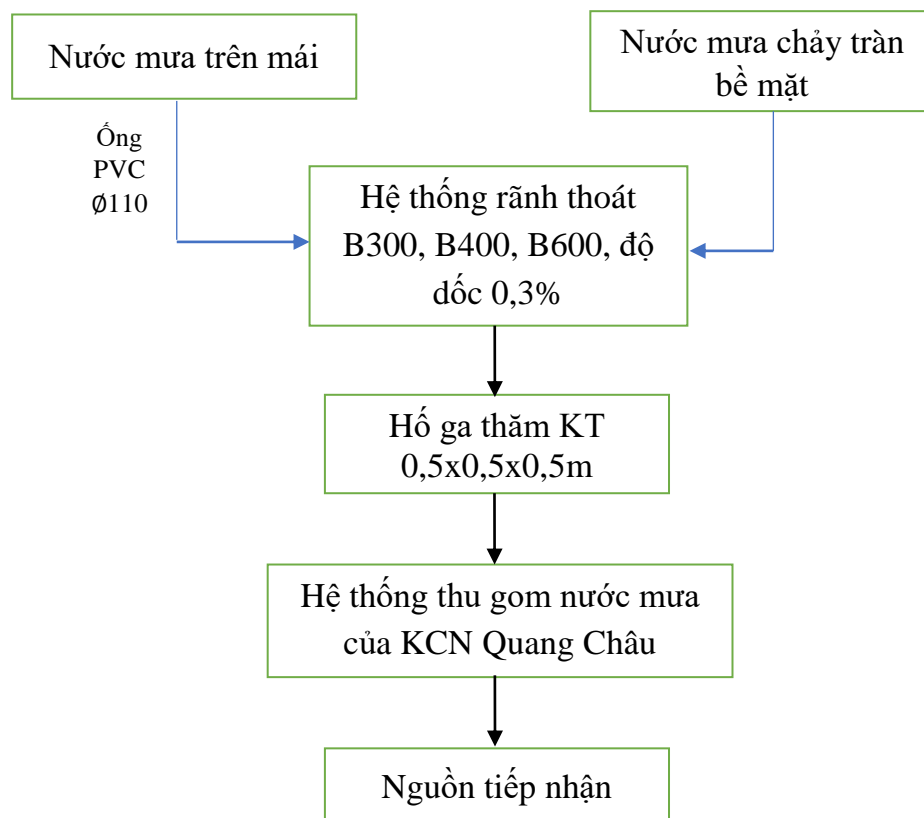 Nước mưa trên mái
Nước mưa chảy tràn
bề mặt
Ống
PVC
Ø110
Hệ thống rãnh thoát
B300, B400, B600, độ
dốc 0,3%
Hố ga thăm KT
0,5x0,5x0,5m
Hệ thống thu gom nước mưa
của KCN Quang Châu
Nguồn tiếp nhận